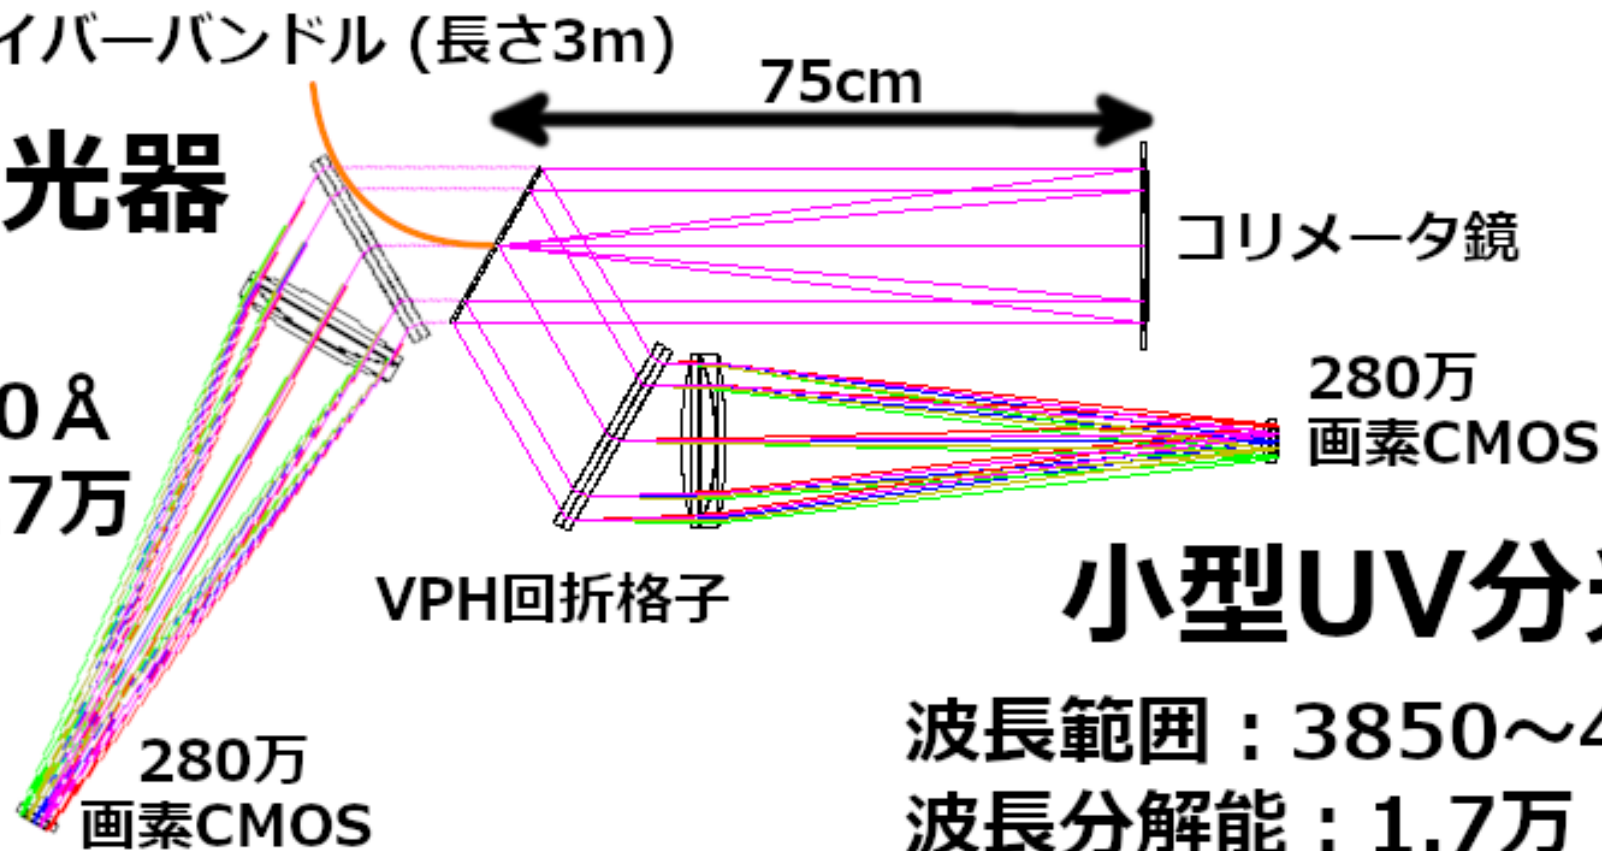 イバーバンドル (長さ3m)
75cm
光器
コリメータ鏡
0Å
7万
280万
画素CMOS
VPH回折格子
小型UV分
波長範囲：3850～4
波長分解能：1.7万
280万
画素CMOS